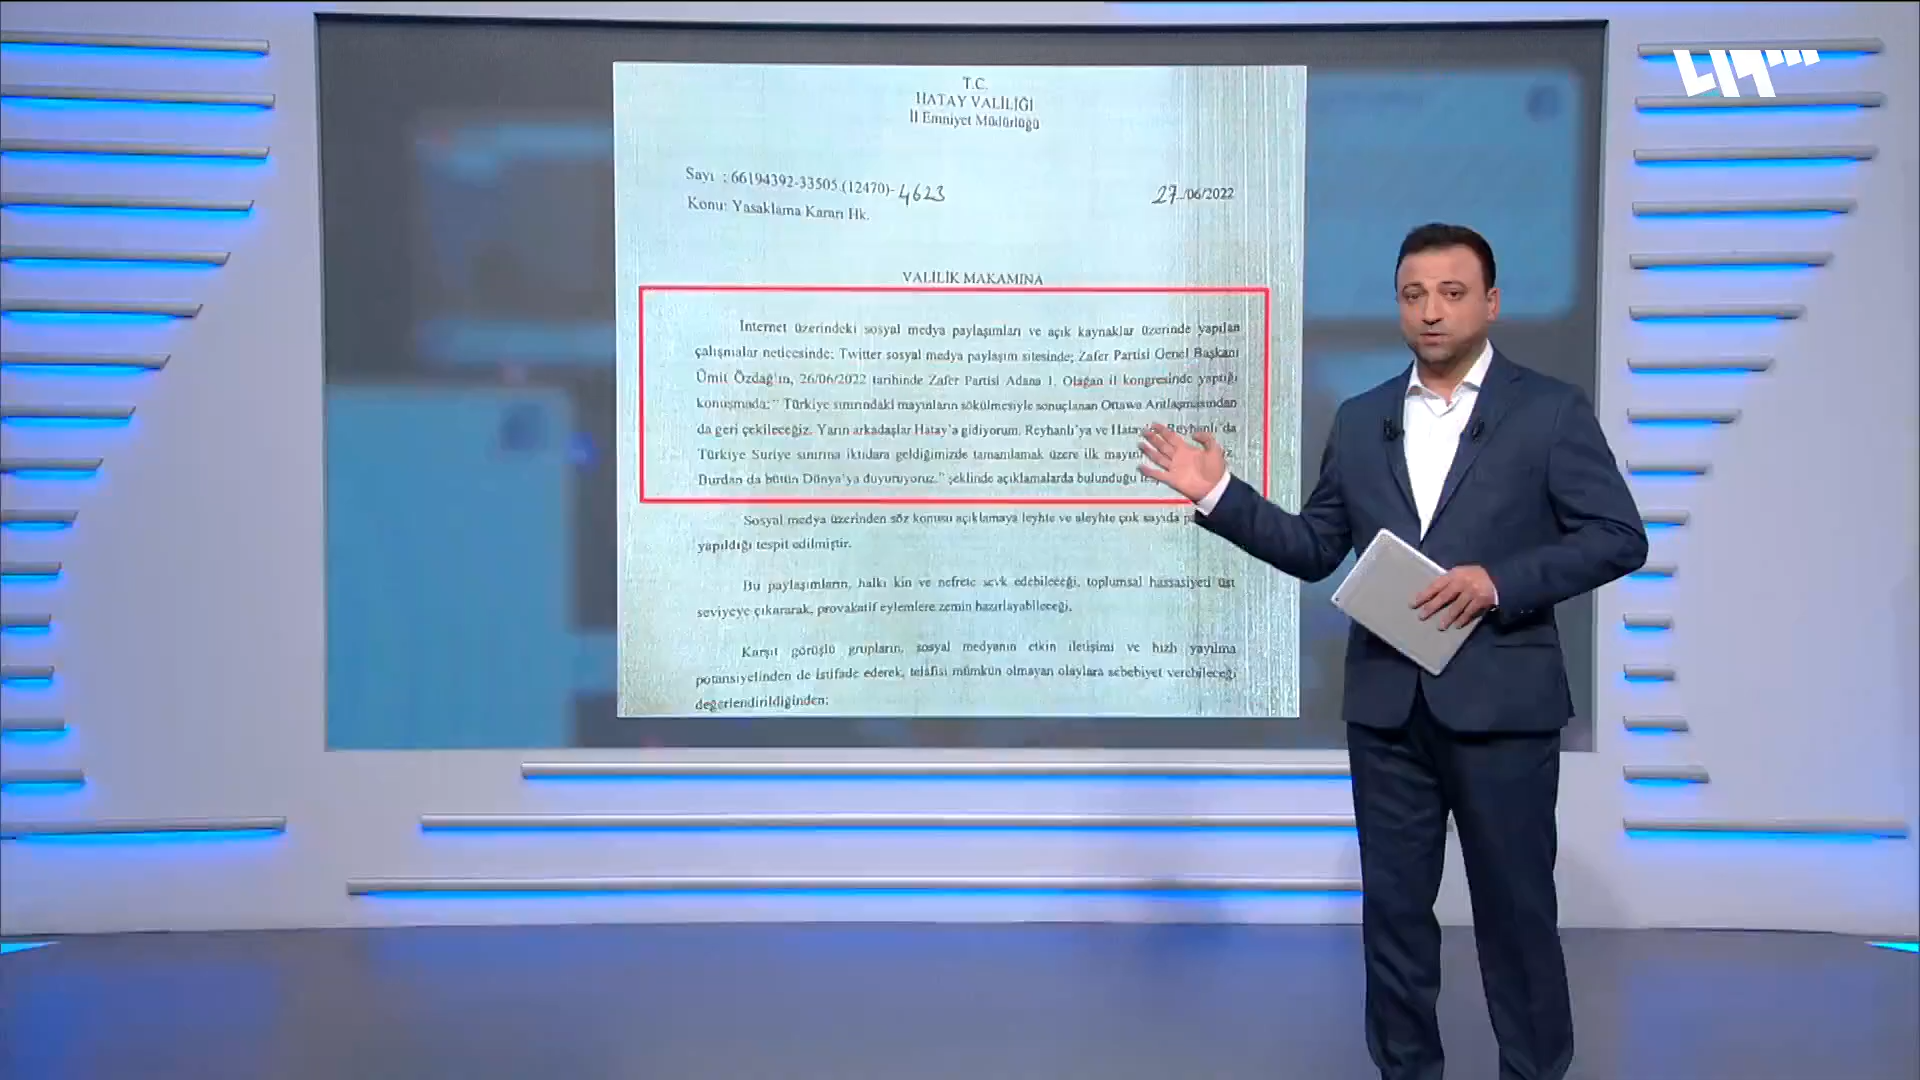 T.C.
HATAY VALİLİĞİ
İl Emniyet Müdürlüğü
Sayı : 66194392-33505.(12470)-4623
27/06/2022
Konu: Yasaklama Kararı Hk.
VALİLİK MAKAMINA
İnternet üzerindeki sosyal medya paylaşımları ve açık kaynaklar üzerinde yapılan
çalışmalar neticesinde; Twitter sosyal medya paylaşım sitesinde; Zafer Partisi Genel Başkanı
Ümit Özdağ'ın, 26/06/2022 tarihinde Zafer Partisi Adana 1. Olağan il kongresinde yaptığı
konuşmada;" Türkiye sınırındaki mayınların sökülmesiyle sonuçlanan Ottawa Antlaşmasından
da geri çekileceğiz. Yarın arkadaşlar Hatay'a gidiyorum. Reyhanlı'ya ve Reyhanlı'da
Türkiye Suriye sınırına iktidara geldiğimizde tamamlamak üzere ilk
Durdan da bütün Dünya'ya duyuruyoruz." şeklinde açıklamalarda bulunduğu
Sosyal medya üzerinden söz konusu açıklamaya leyhte ve aleyhte çok sayıda
yapıldığı tespit edilmiştir.
Bu paylaşımların, halkı kin ve nefrete sevk edebileceği, toplumsal hassasiyeti üst
seviyeye çıkararak, provakatif eylemlere zemin hazırlayabileceği,
Karşıt görüşlü grupların, sosyal medyanın etkin iletişimi ve hızlı yayılma
potansiyelinden de istifade ederek, telafisi mümkün olmayan olaylara sebebiyet verebileceği
değerlendirildiğinden;